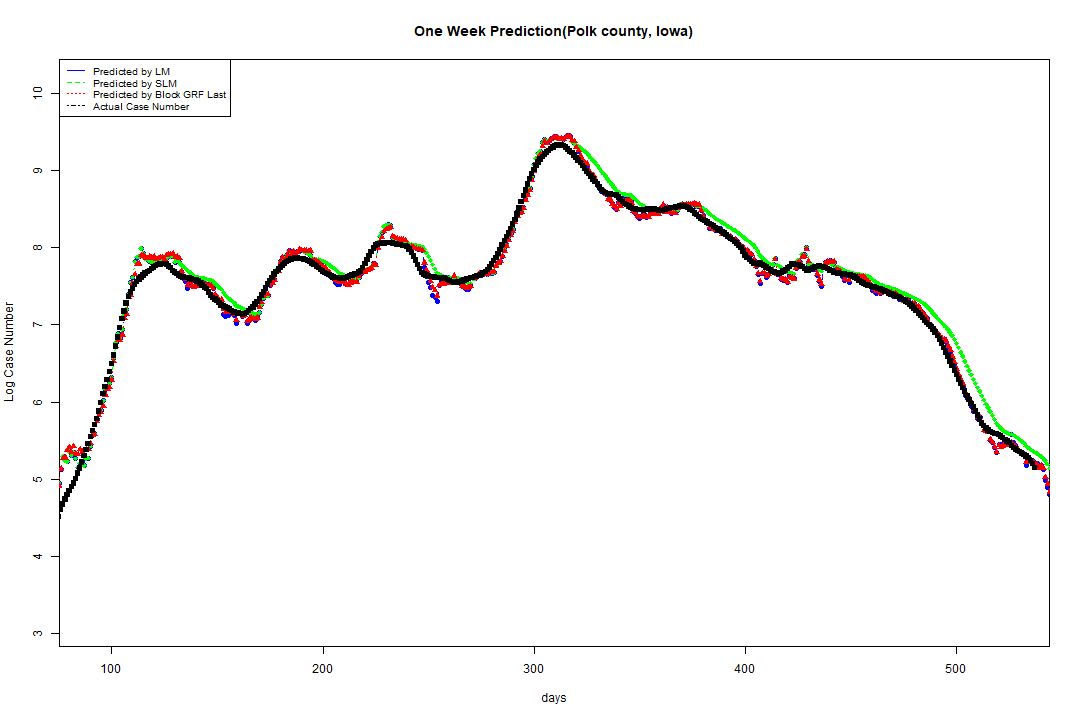 One Week Prediction(Polk county, Iowa)
Predicted by LM
Predicted by SLM
Predicted by Block GRF Last
Actual Case Number
10
9
8
7
6
5
4
3
Log Case Number
100 200 300 400 500
days